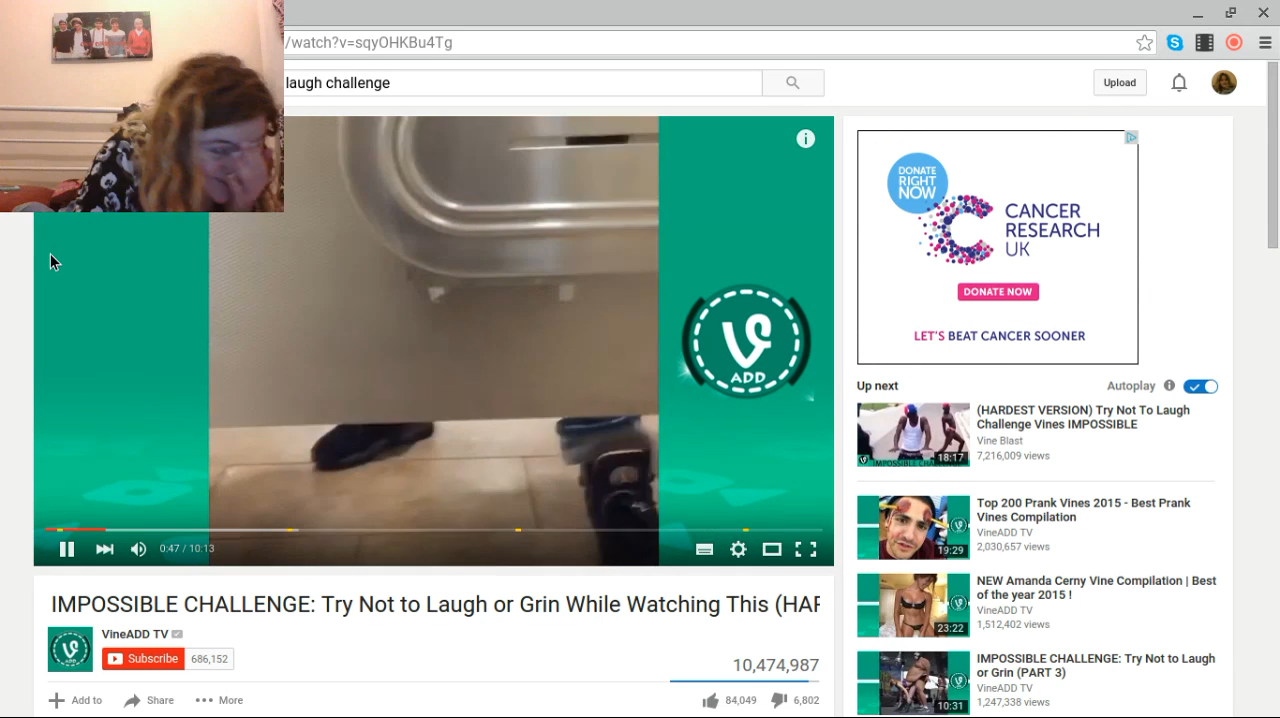 /watch?v=sqyOHKBu4Tg
laugh challenge
Upload
DONATE
RIGHT
NOW
CANCER
RESEARCH
UK
DONATE NOW
LET'S BEAT CANCER SOONER
ADD
0:47 / 10:13
Up next
Autoplay
(HARDEST VERSION) Try Not To Laugh
Challenge Vines IMPOSSIBLE
Vine Blast
7,216,009 views
18:17
IMPOSSIBLE CHALLENGE
Top 200 Prank Vines 2015 - Best Prank
Vines Compilation
VineADD TV
2,030,657 views
19:29
NEW Amanda Cerny Vine Compilation | Best
of the year 2015 !
VineADD TV
1,512,402 views
23:22
IMPOSSIBLE CHALLENGE: Try Not to Laugh
or Grin (PART 3)
VineADD TV
1,247,338 views
10:31
IMPOSSIBLE CHALLENGE: Try Not to Laugh or Grin While Watching This (HAR
VineADD TV
Subscribe 686,152
10,474,987
Add to Share More
84,049 6,802